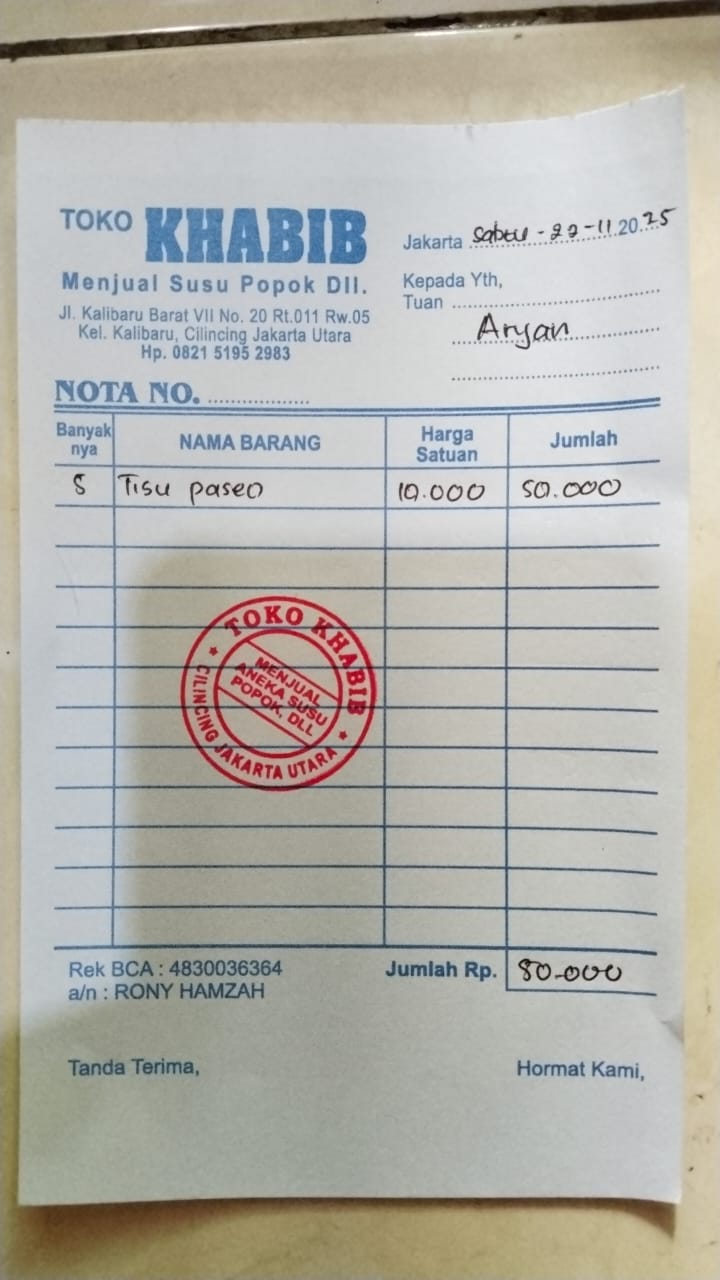 TOKO KHABIB
Menjual Susu Popok Dll.
Jl. Kalibaru Barat VII No. 20 Rt.011 Rw.05
Kel. Kalibaru, Cilincing Jakarta Utara
Hp. 0821 5195 2983
Jakarta Sabtu - 22-11.2025
Kepada Yth,
Tuan
Aryan
NOTA NO.
Banyak nya NAMA BARANG Harga Satuan Jumlah
5 Tisu paseo 10.000 50.000
TOKO KHABIB
MENJUAL
ANEKA SUSU
POPOK, DLL
CILINCING JAKARTA UTARA
Rek BCA : 4830036364
a/n : RONY HAMZAH
Jumlah Rp. 50.000
Tanda Terima,
Hormat Kami,